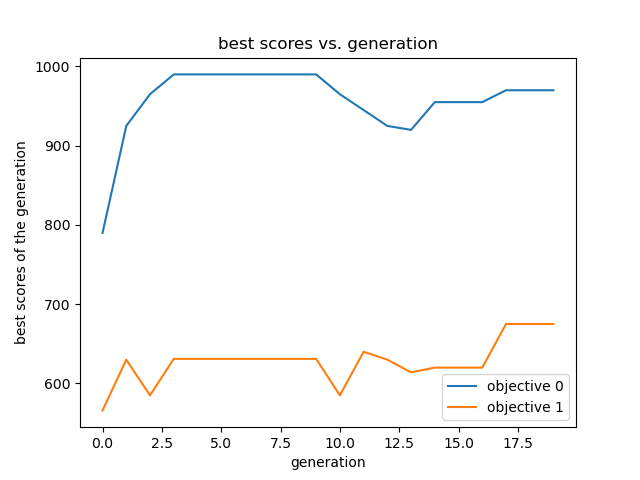 best scores vs. generation
best scores of the generation
1000
900
800
700
600
0.0 2.5 5.0 7.5 10.0 12.5 15.0 17.5
generation
objective 0
objective 1